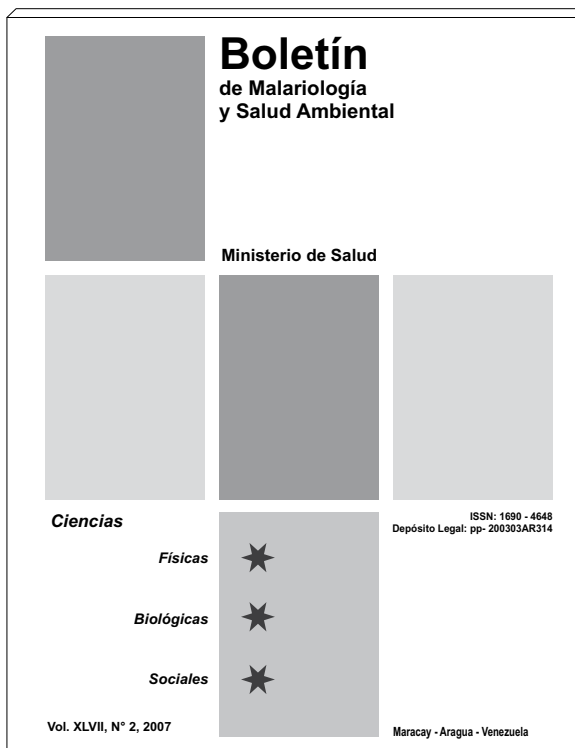 Boletín
de Malariología
y Salud Ambiental
Ministerio de Salud
Ciencias
ISSN: 1690 - 4648
Depósito Legal: pp- 200303AR314
Físicas
Biológicas
Sociales
Vol. XLVII, N° 2, 2007
Maracay - Aragua - Venezuela